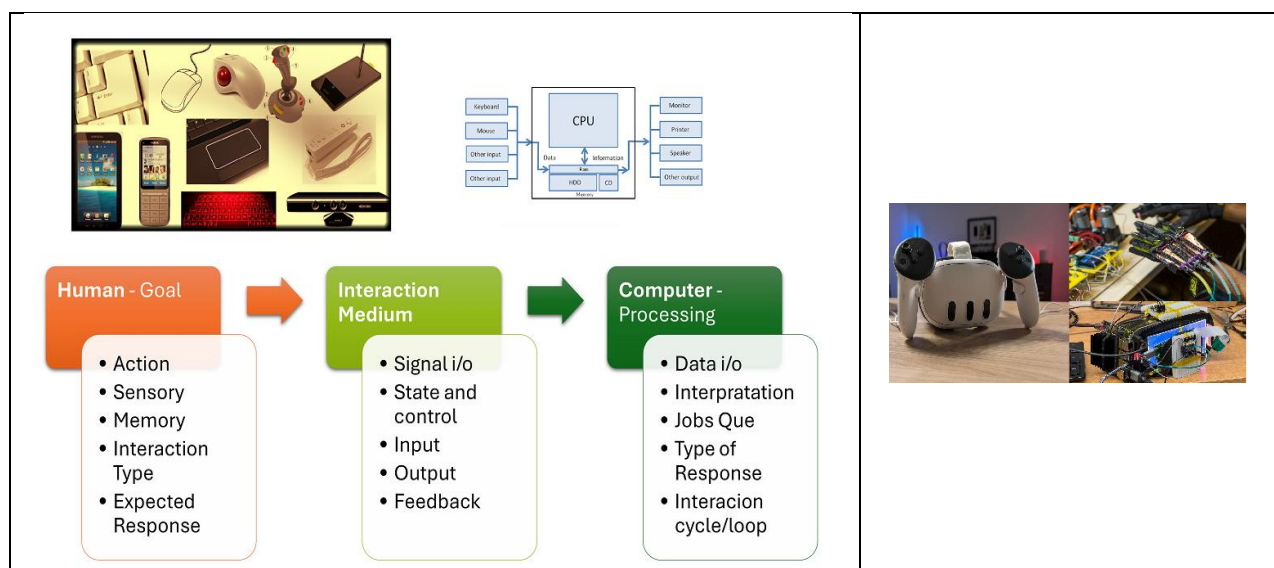 Keyboard
Mouse
Other input
Other input
CPU
Data
Information
Ram
HDD
CD
Memory
Monitor
Printer
Speaker
Other output
Human - Goal
• Action
• Sensory
• Memory
• Interaction
Type
• Expected
Response
Interaction
Medium
• Signal i/o
• State and
control
• Input
• Output
• Feedback
Computer -
Processing
• Data i/o
• Interpratation
• Jobs Que
• Type of
Response
• Interacion
cycle/loop